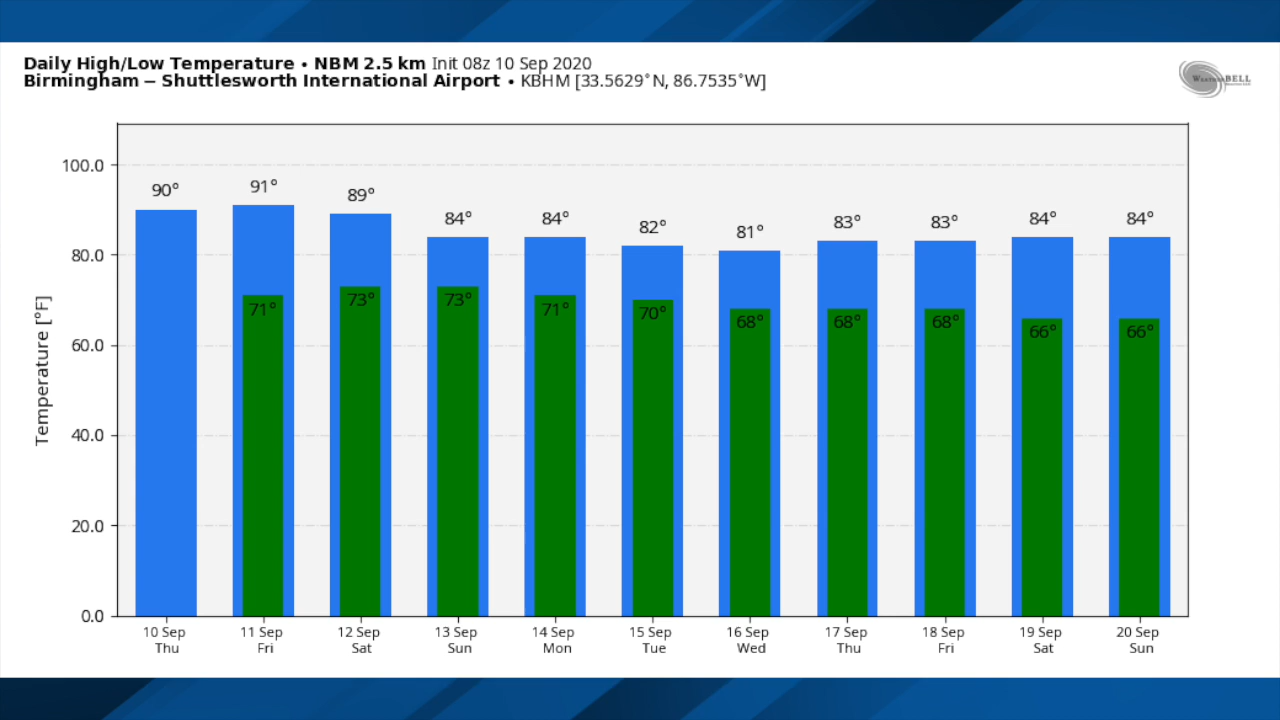 Daily High/Low Temperature • NBM 2.5 km Init 08z 10 Sep 2020
Birmingham – Shuttlesworth International Airport • KBHM [33.5629°N, 86.7535°W]
WeatherBELL
Temperature [°F]
100.0
80.0
60.0
40.0
20.0
0.0
90° 91° 89° 84° 84° 82° 81° 83° 83° 84° 84°
71° 73° 73° 71° 70° 68° 68° 68° 66° 66°
10 Sep 11 Sep 12 Sep 13 Sep 14 Sep 15 Sep 16 Sep 17 Sep 18 Sep 19 Sep 20 Sep
Thu Fri Sat Sun Mon Tue Wed Thu Fri Sat Sun